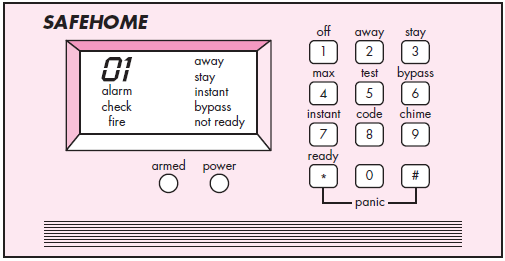 SAFEHOME
01
alarm
check
fire
away
stay
instant
bypass
not ready
armed power
off away stay
1 2 3
max test bypass
4 5 6
instant code chime
7 8 9
ready
* 0 #
panic